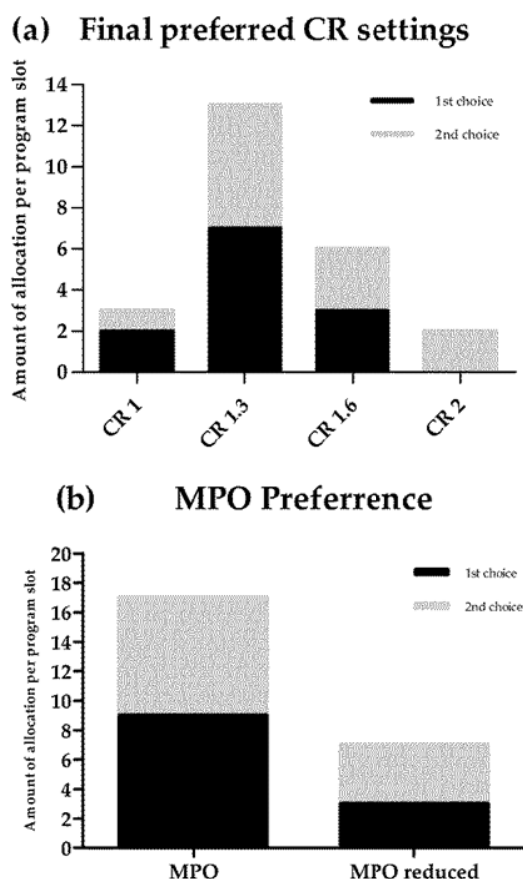 (a) Final preferred CR settings
Amount of allocation per program slot
14
12
10
8
6
4
2
0
1st choice
2nd choice
CR 1
CR 1.3
CR 1.6
CR 2
(b) MPO Preferrence
Amount of allocation per program slot
20
18
16
14
12
10
8
6
4
2
0
1st choice
2nd choice
MPO
MPO reduced